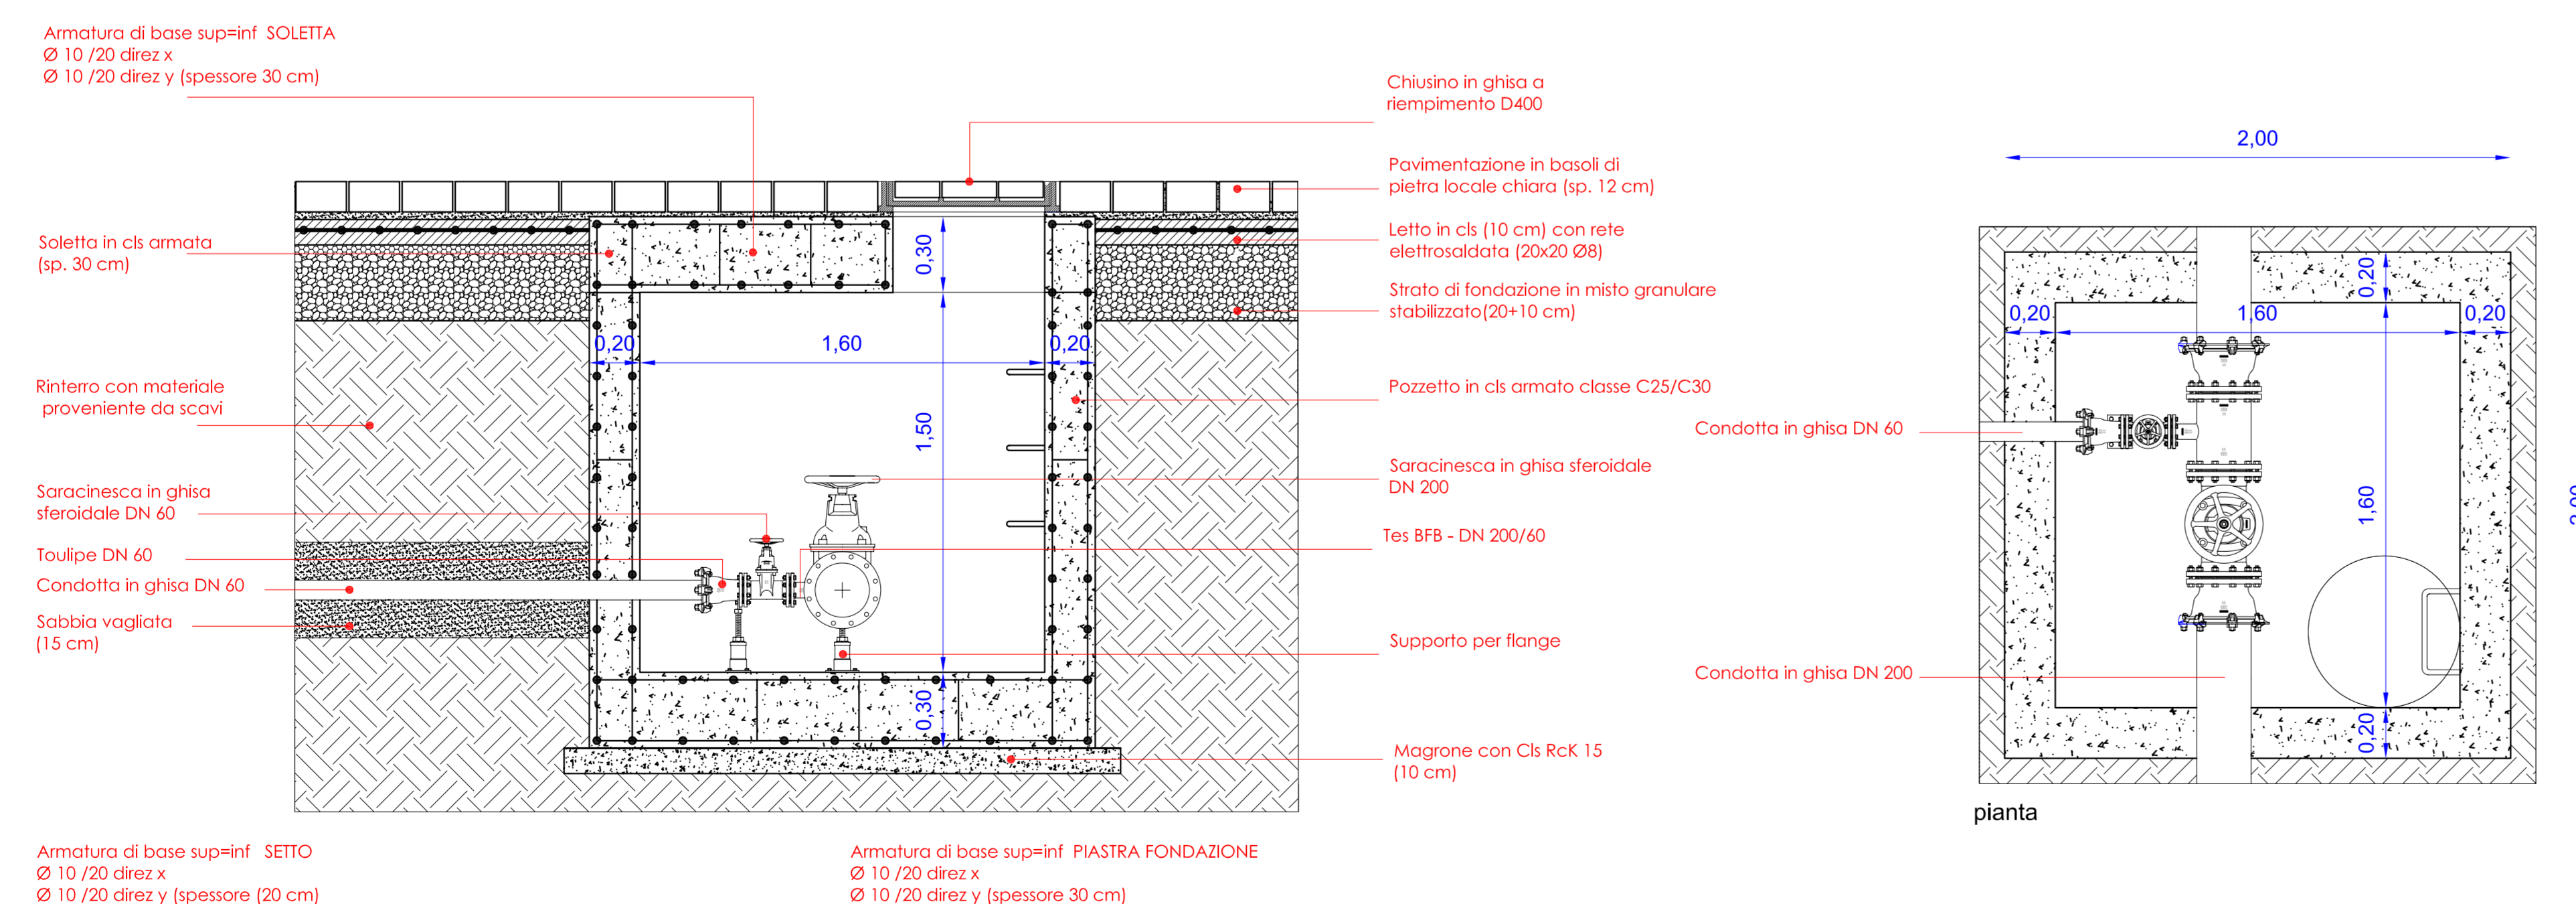 Armatura di base sup=inf  SOLETTA
Ø 10 /20 direz x
Ø 10 /20 direz y (spessore 30 cm)
Soletta in cls armata
(sp. 30 cm)
Rinterro con materiale
proveniente da scavi
Saracinesca in ghisa
sferoidale DN 60
Toulipe DN 60
Condotta in ghisa DN 60
Sabbia vagliata
(15 cm)
Armatura di base sup=inf   SETTO
Ø 10 /20 direz x
Ø 10 /20 direz y (spessore (20 cm)
0,30
0,20
1,60
0,20
1,50
0,30
Armatura di base sup=inf  PIASTRA FONDAZIONE
Ø 10 /20 direz x
Ø 10 /20 direz y (spessore 30 cm)
Chiusino in ghisa a
riempimento D400
Pavimentazione in basoli di
pietra locale chiara (sp. 12 cm)
Letto in cls (10 cm) con rete
elettrosaldata (20x20 Ø8)
Strato di fondazione in misto granulare
stabilizzato(20+10 cm)
Pozzetto in cls armato classe C25/C30
Saracinesca in ghisa sferoidale
DN 200
Tes BFB - DN 200/60
Supporto per flange
Magrone con Cls RcK 15
(10 cm)
2,00
0,20
0,20
1,60
0,20
Condotta in ghisa DN 60
1,60
Condotta in ghisa DN 200
0,20
pianta